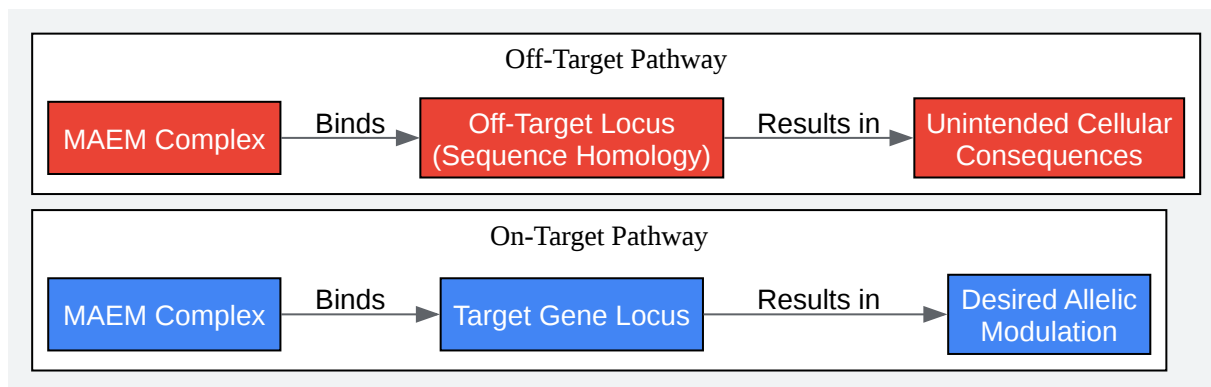 Off-Target Pathway
MAEM Complex
Binds
Off-Target Locus
(Sequence Homology)
Results in
Unintended Cellular
Consequences
On-Target Pathway
MAEM Complex
Binds
Target Gene Locus
Results in
Desired Allelic
Modulation